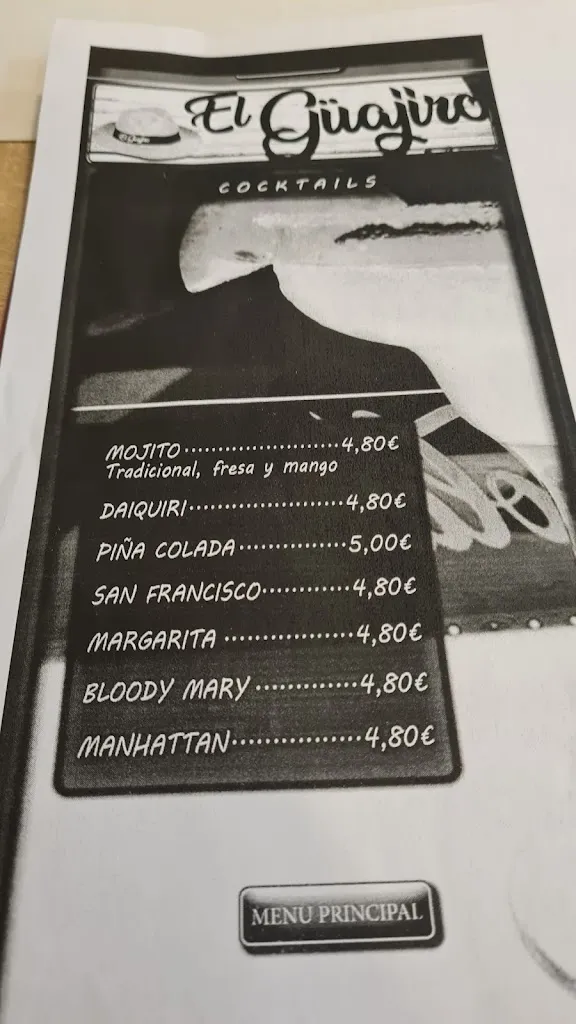 El Güajiro
COCKTAILS
MOJITO.......................4,80€
Tradicional, fresa y mango
DAIQUIRI.......................4,80€
PIÑA COLADA...............5,00€
SAN FRANCISCO............4,80€
MARGARITA .................4,80€
BLOODY MARY .............4,80€
MANHATTAN................4,80€
MENU PRINCIPAL